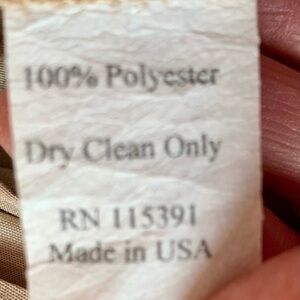 100% Polyester
Dry Clean Only
RN 115391
Made in USA